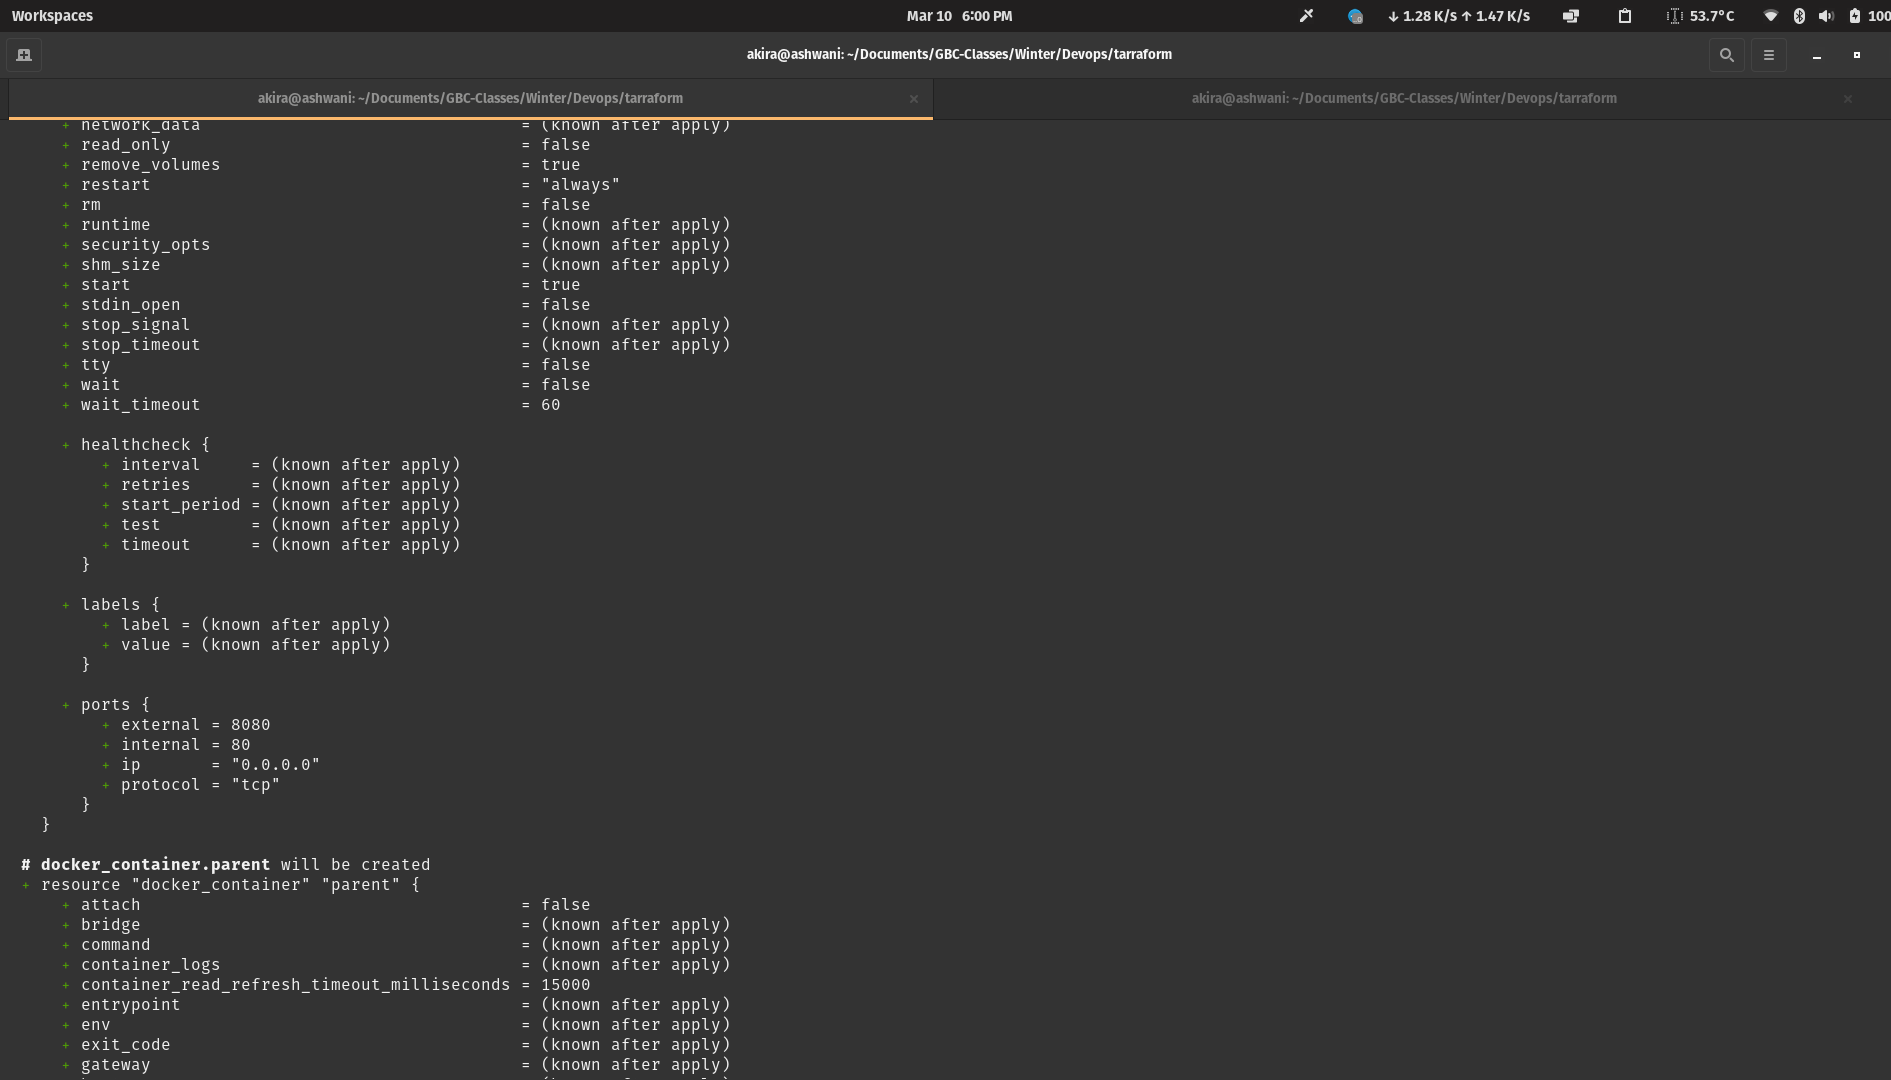 Workspaces
Mar 10 6:00 PM
↓ 1.28 K/s ↑ 1.47 K/s
53.7°C
100
akira@ashwani: ~/Documents/GBC-Classes/Winter/Devops/tarraform
akira@ashwani: ~/Documents/GBC-Classes/Winter/Devops/tarraform ×
akira@ashwani: ~/Documents/GBC-Classes/Winter/Devops/tarraform ×
+ network_data = (known after apply)
+ read_only = false
+ remove_volumes = true
+ restart = "always"
+ rm = false
+ runtime = (known after apply)
+ security_opts = (known after apply)
+ shm_size = (known after apply)
+ start = true
+ stdin_open = false
+ stop_signal = (known after apply)
+ stop_timeout = (known after apply)
+ tty = false
+ wait = false
+ wait_timeout = 60
+ healthcheck {
+ interval = (known after apply)
+ retries = (known after apply)
+ start_period = (known after apply)
+ test = (known after apply)
+ timeout = (known after apply)
}
+ labels {
+ label = (known after apply)
+ value = (known after apply)
}
+ ports {
+ external = 8080
+ internal = 80
+ ip = "0.0.0.0"
+ protocol = "tcp"
}
}
# docker_container.parent will be created
+ resource "docker_container" "parent" {
+ attach = false
+ bridge = (known after apply)
+ command = (known after apply)
+ container_logs = (known after apply)
+ container_read_refresh_timeout_milliseconds = 15000
+ entrypoint = (known after apply)
+ env = (known after apply)
+ exit_code = (known after apply)
+ gateway = (known after apply)